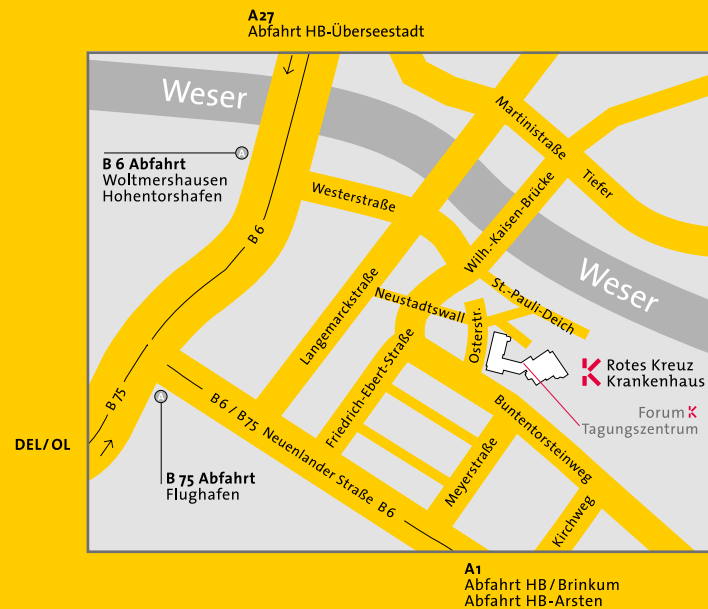 A27
Abfahrt HB-Überseestadt
Weser
Martinistraße
Tiefer
B 6 Abfahrt
Woltmershausen
Hohentorshafen
Westerstraße
Wilh.-Kaisen-Brücke
B 6
Weser
St.-Pauli-Deich
Neustadtswall
Langemarckstraße
Osterstr.
Friedrich-Ebert-Straße
Rotes Kreuz
Krankenhaus
Forum
Tagungszentrum
B 75
B6 / B75 Neuenlander Straße B 6
Buntentorsteinweg
Meyerstraße
Kirchweg
DEL/OL
B 75 Abfahrt
Flughafen
A1
Abfahrt HB/Brinkum
Abfahrt HB-Arsten
A
A